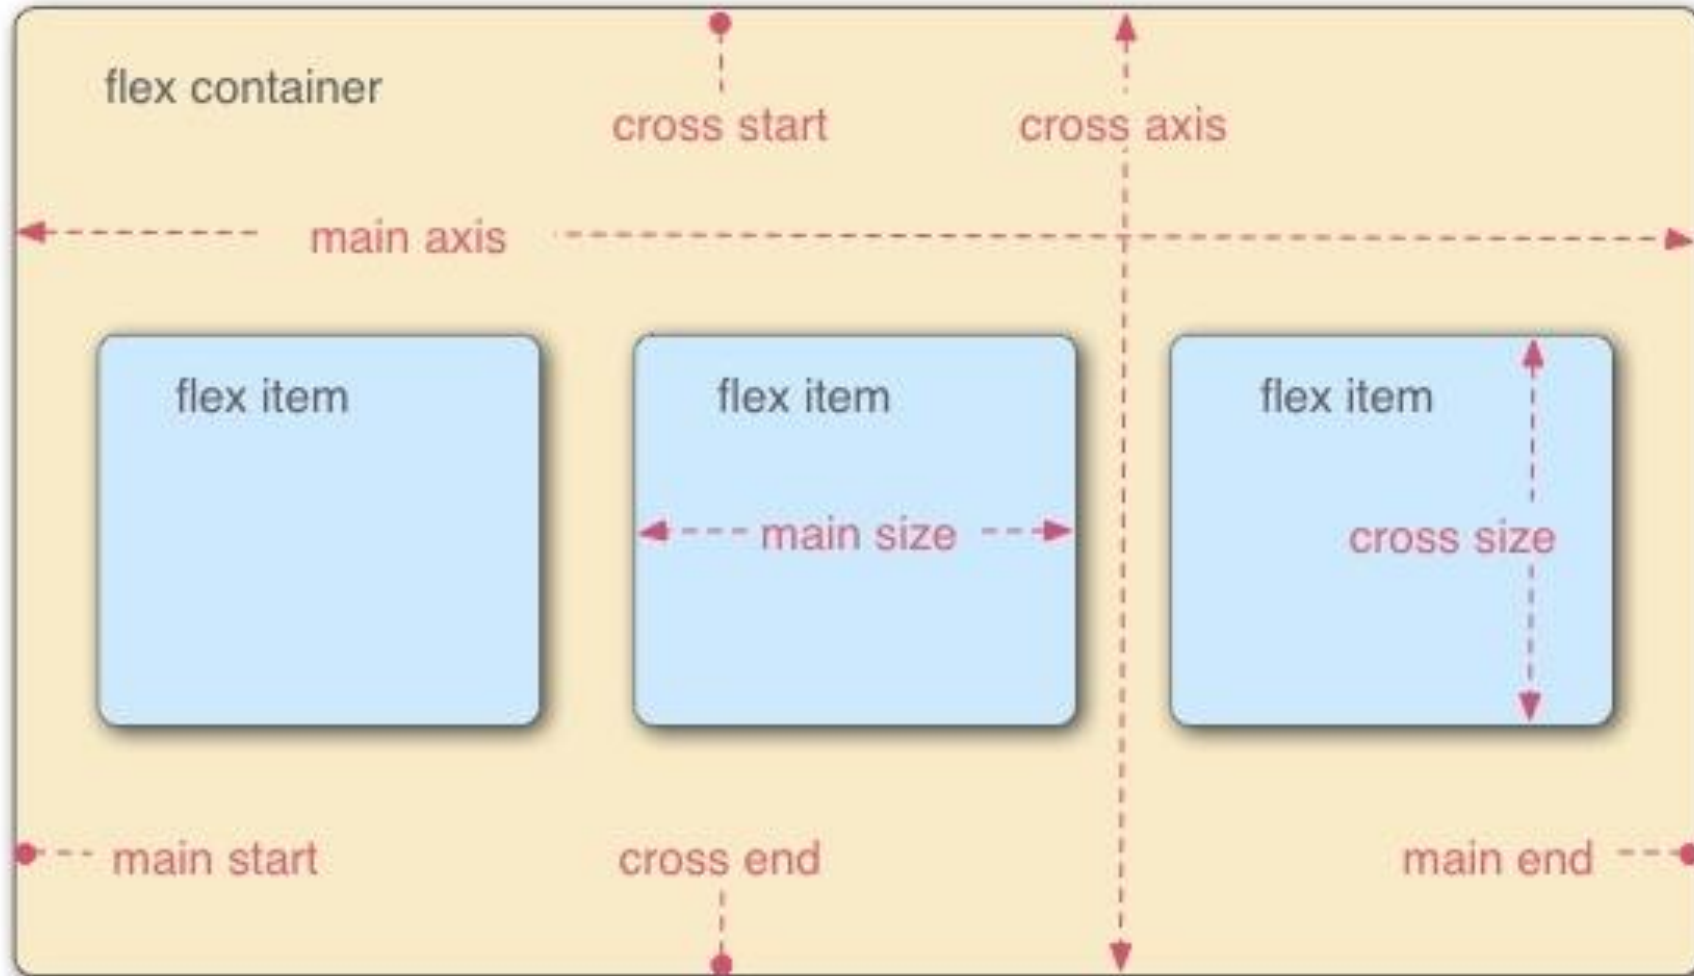 flex container
cross start
cross axis
main axis
flex item
flex item
flex item
main size
cross size
main start
cross end
main end